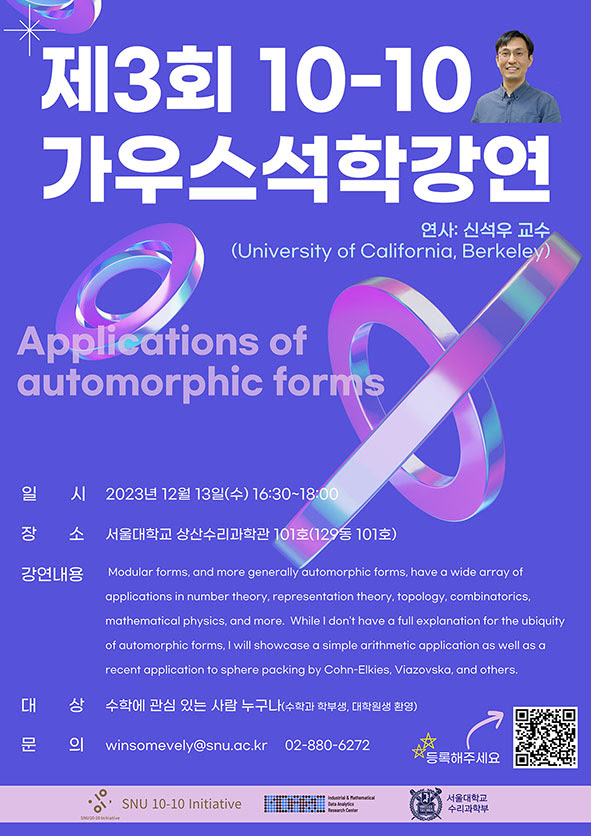 제3회 10-10
가우스석학강연
연사: 신석우 교수
(University of California, Berkeley)
Applications of
automorphic forms
일 시 2023년 12월 13일(수) 16:30~18:00
장 소 서울대학교 상산수리과학관 101호(129동 101호)
강연내용 Modular forms, and more generally automorphic forms, have a wide array of
applications in number theory, representation theory, topology, combinatorics,
mathematical physics, and more. While I don't have a full explanation for the ubiquity
of automorphic forms, I will showcase a simple arithmetic application as well as a
recent application to sphere packing by Cohn-Elkies, Viazovska, and others.
대 상 수학에 관심 있는 사람 누구나(수학과 학부생, 대학원생 환영)
문 의 winsomevely@snu.ac.kr 02-880-6272
등록해주세요
SNU 10-10 Initiative
SNU 10-10 Initiative
Industrial & Mathematical
Data Analytics
Research Center
서울대학교
수리과학부